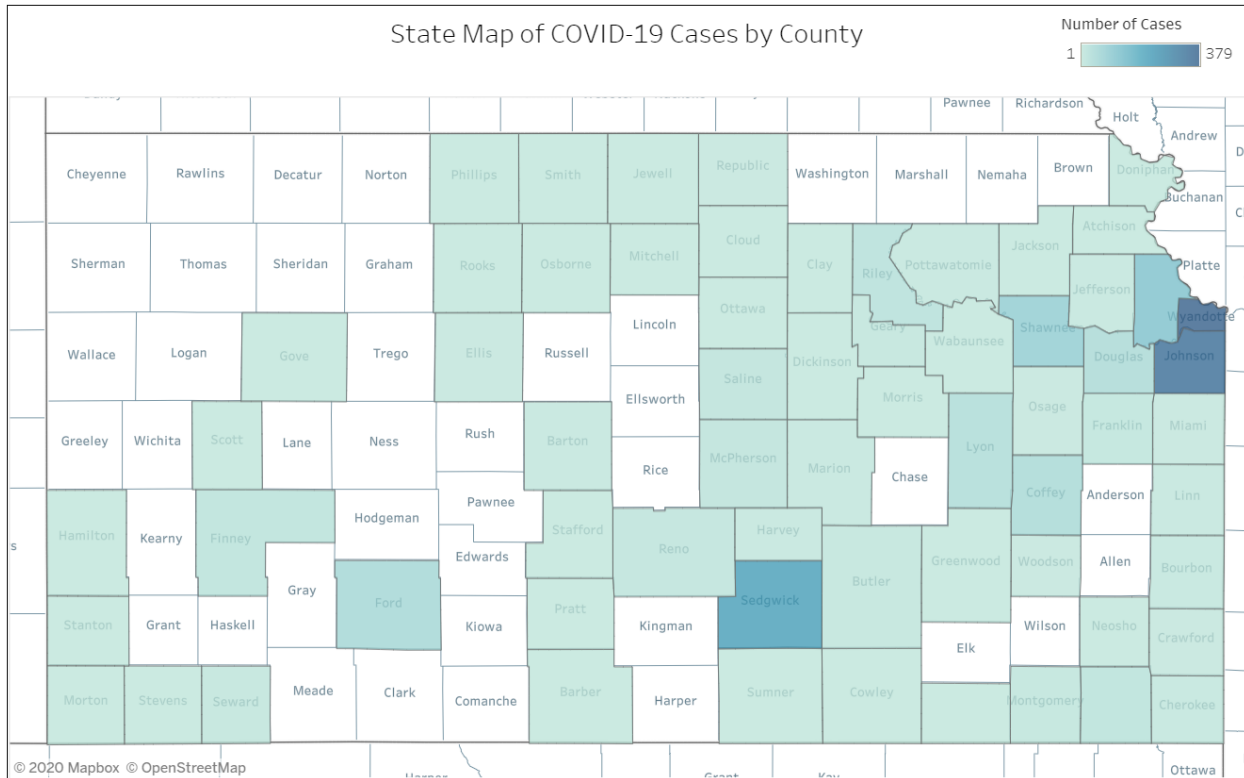 State Map of COVID-19 Cases by County
Number of Cases
1 379
Pawnee Richardson
Holt
Andrew
Cheyenne Rawlins Decatur Norton Phillips Smith Jewell Republic Washington Marshall Nemaha Brown Doniphan
Buchanan
Sherman Thomas Sheridan Graham Rooks Osborne Mitchell Cloud Clay Riley Pottawatomie Jackson Atchison
Platte
Jefferson
Wallace Logan Gove Trego Ellis Russell Lincoln Ottawa Geary Wabaunsee Shawnee Wyandotte
Dickinson Douglas Johnson
Ellsworth Saline Morris
Greeley Wichita Scott Lane Ness Rush Barton Osage Franklin Miami
Rice McPherson Marion Chase Lyon
Hamilton Kearny Finney Hodgeman Pawnee Stafford Coffey Anderson Linn
Edwards Reno Harvey
Gray Ford Butler Greenwood Woodson Allen Bourbon
Stanton Grant Haskell Kiowa Pratt Kingman Sedgwick Wilson Neosho Crawford
Elk
Morton Stevens Seward Meade Clark Comanche Barber Harper Sumner Cowley Montgomery Cherokee
© 2020 Mapbox © OpenStreetMap
Ottawa